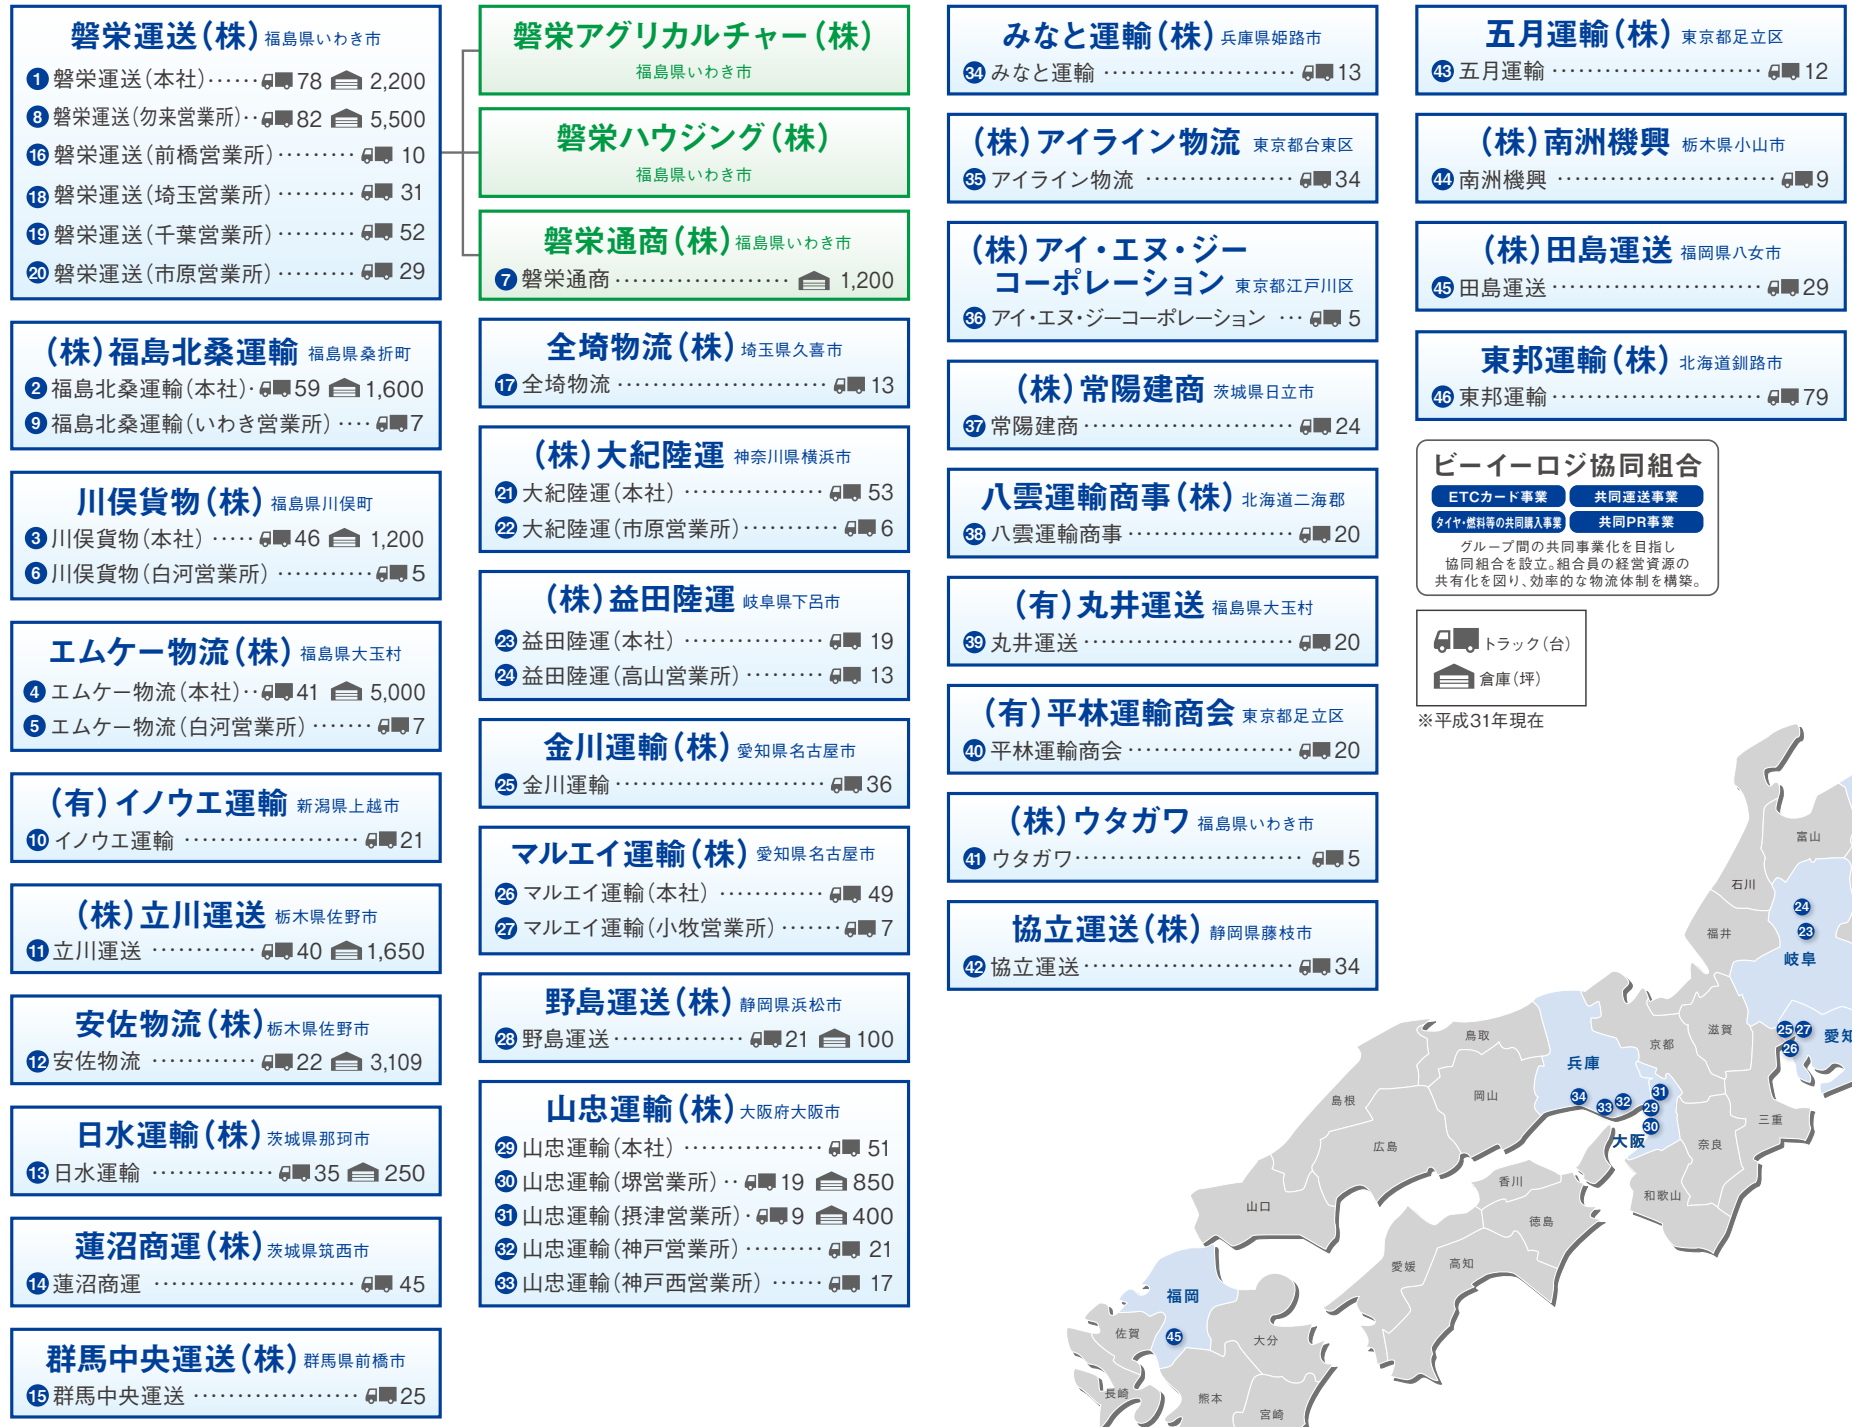 磐栄運送(株) 福島県いわき市
1 磐栄運送(本社)…… 78 2,200
8 磐栄運送(勿来営業所)‥ 82 5,500
16 磐栄運送(前橋営業所)……… 10
18 磐栄運送(埼玉営業所)……… 31
19 磐栄運送(千葉営業所)……… 52
20 磐栄運送(市原営業所)……… 29
(株)福島北桑運輸 福島県桑折町
2 福島北桑運輸(本社)· 59 1,600
9 福島北桑運輸(いわき営業所)‥‥ 7
川俣貨物(株) 福島県川俣町
3 川俣貨物(本社)‥‥· 46 1,200
6 川俣貨物(白河営業所)………‥ 5
エムケー物流(株) 福島県大玉村
4 エムケー物流(本社)‥ 41 5,000
5 エムケー物流(白河営業所)……· 7
(有)イノウエ運輸 新潟県上越市
10 イノウエ運輸 ………………… 21
(株)立川運送 栃木県佐野市
11 立川運送 ………… 40 1,650
安佐物流(株) 栃木県佐野市
12 安佐物流 ………… 22 3,109
日水運輸(株) 茨城県那珂市
13 日水運輸 ………… 35 250
蓮沼商運(株) 茨城県筑西市
14 蓮沼商運 …………………… 45
群馬中央運送(株) 群馬県前橋市
15 群馬中央運送 ………………… 25
磐栄アグリカルチャー(株)
福島県いわき市
磐栄ハウジング(株)
福島県いわき市
磐栄通商(株) 福島県いわき市
7 磐栄通商 ………………… 1,200
全埼物流(株) 埼玉県久喜市
17 全埼物流 …………………… 13
(株)大紀陸運 神奈川県横浜市
21 大紀陸運(本社) …………… 53
22 大紀陸運(市原営業所)………… 6
(株)益田陸運 岐阜県下呂市
23 益田陸運(本社) …………… 19
24 益田陸運(高山営業所)……… 13
金川運輸(株) 愛知県名古屋市
25 金川運輸 …………………… 36
マルエイ運輸(株) 愛知県名古屋市
26 マルエイ運輸(本社) ………… 49
27 マルエイ運輸(小牧営業所)……· 7
野島運送(株) 静岡県浜松市
28 野島運送 …………… 21 100
山忠運輸(株) 大阪府大阪市
29 山忠運輸(本社) …………… 51
30 山忠運輸(堺営業所)‥ 19 850
31 山忠運輸(摂津営業所)· 9 400
32 山忠運輸(神戸営業所)……… 21
33 山忠運輸(神戸西営業所) …… 17
みなと運輸(株) 兵庫県姫路市
34 みなと運輸 …………………… 13
(株)アイライン物流 東京都台東区
35 アイライン物流 ……………… 34
(株)アイ・エヌ・ジー
コーポレーション 東京都江戸川区
36 アイ・エヌ・ジーコーポレーション … 5
(株)常陽建商 茨城県日立市
37 常陽建商 …………………… 24
八雲運輸商事(株) 北海道二海郡
38 八雲運輸商事 ……………… 20
(有)丸井運送 福島県大玉村
39 丸井運送 …………………… 20
(有)平林運輸商会 東京都足立区
40 平林運輸商会 ……………… 20
(株)ウタガワ 福島県いわき市
41 ウタガワ …………………… 5
協立運送(株) 静岡県藤枝市
42 協立運送 …………………… 34
五月運輸(株) 東京都足立区
43 五月運輸 …………………… 12
(株)南洲機興 栃木県小山市
44 南洲機興 …………………… 9
(株)田島運送 福岡県八女市
45 田島運送 …………………… 29
東邦運輸(株) 北海道釧路市
46 東邦運輸 …………………… 79
ビーイーロジ協同組合
ETCカード事業 共同運送事業
タイヤ・燃料等の共同購入事業 共同PR事業
グループ間の共同事業化を目指し
協同組合を設立。組合員の経営資源の
共有化を図り、効率的な物流体制を構築。
トラック(台)
倉庫(坪)
※平成31年現在
富山
石川
24
福井
23
岐阜
滋賀
25 27
愛知
26
鳥取
京都
兵庫
島根
岡山
34 33 32 31
29
30
三重
大阪
広島
奈良
香川
和歌山
山口
徳島
愛媛
高知
福岡
佐賀
45
大分
長崎
熊本
宮崎